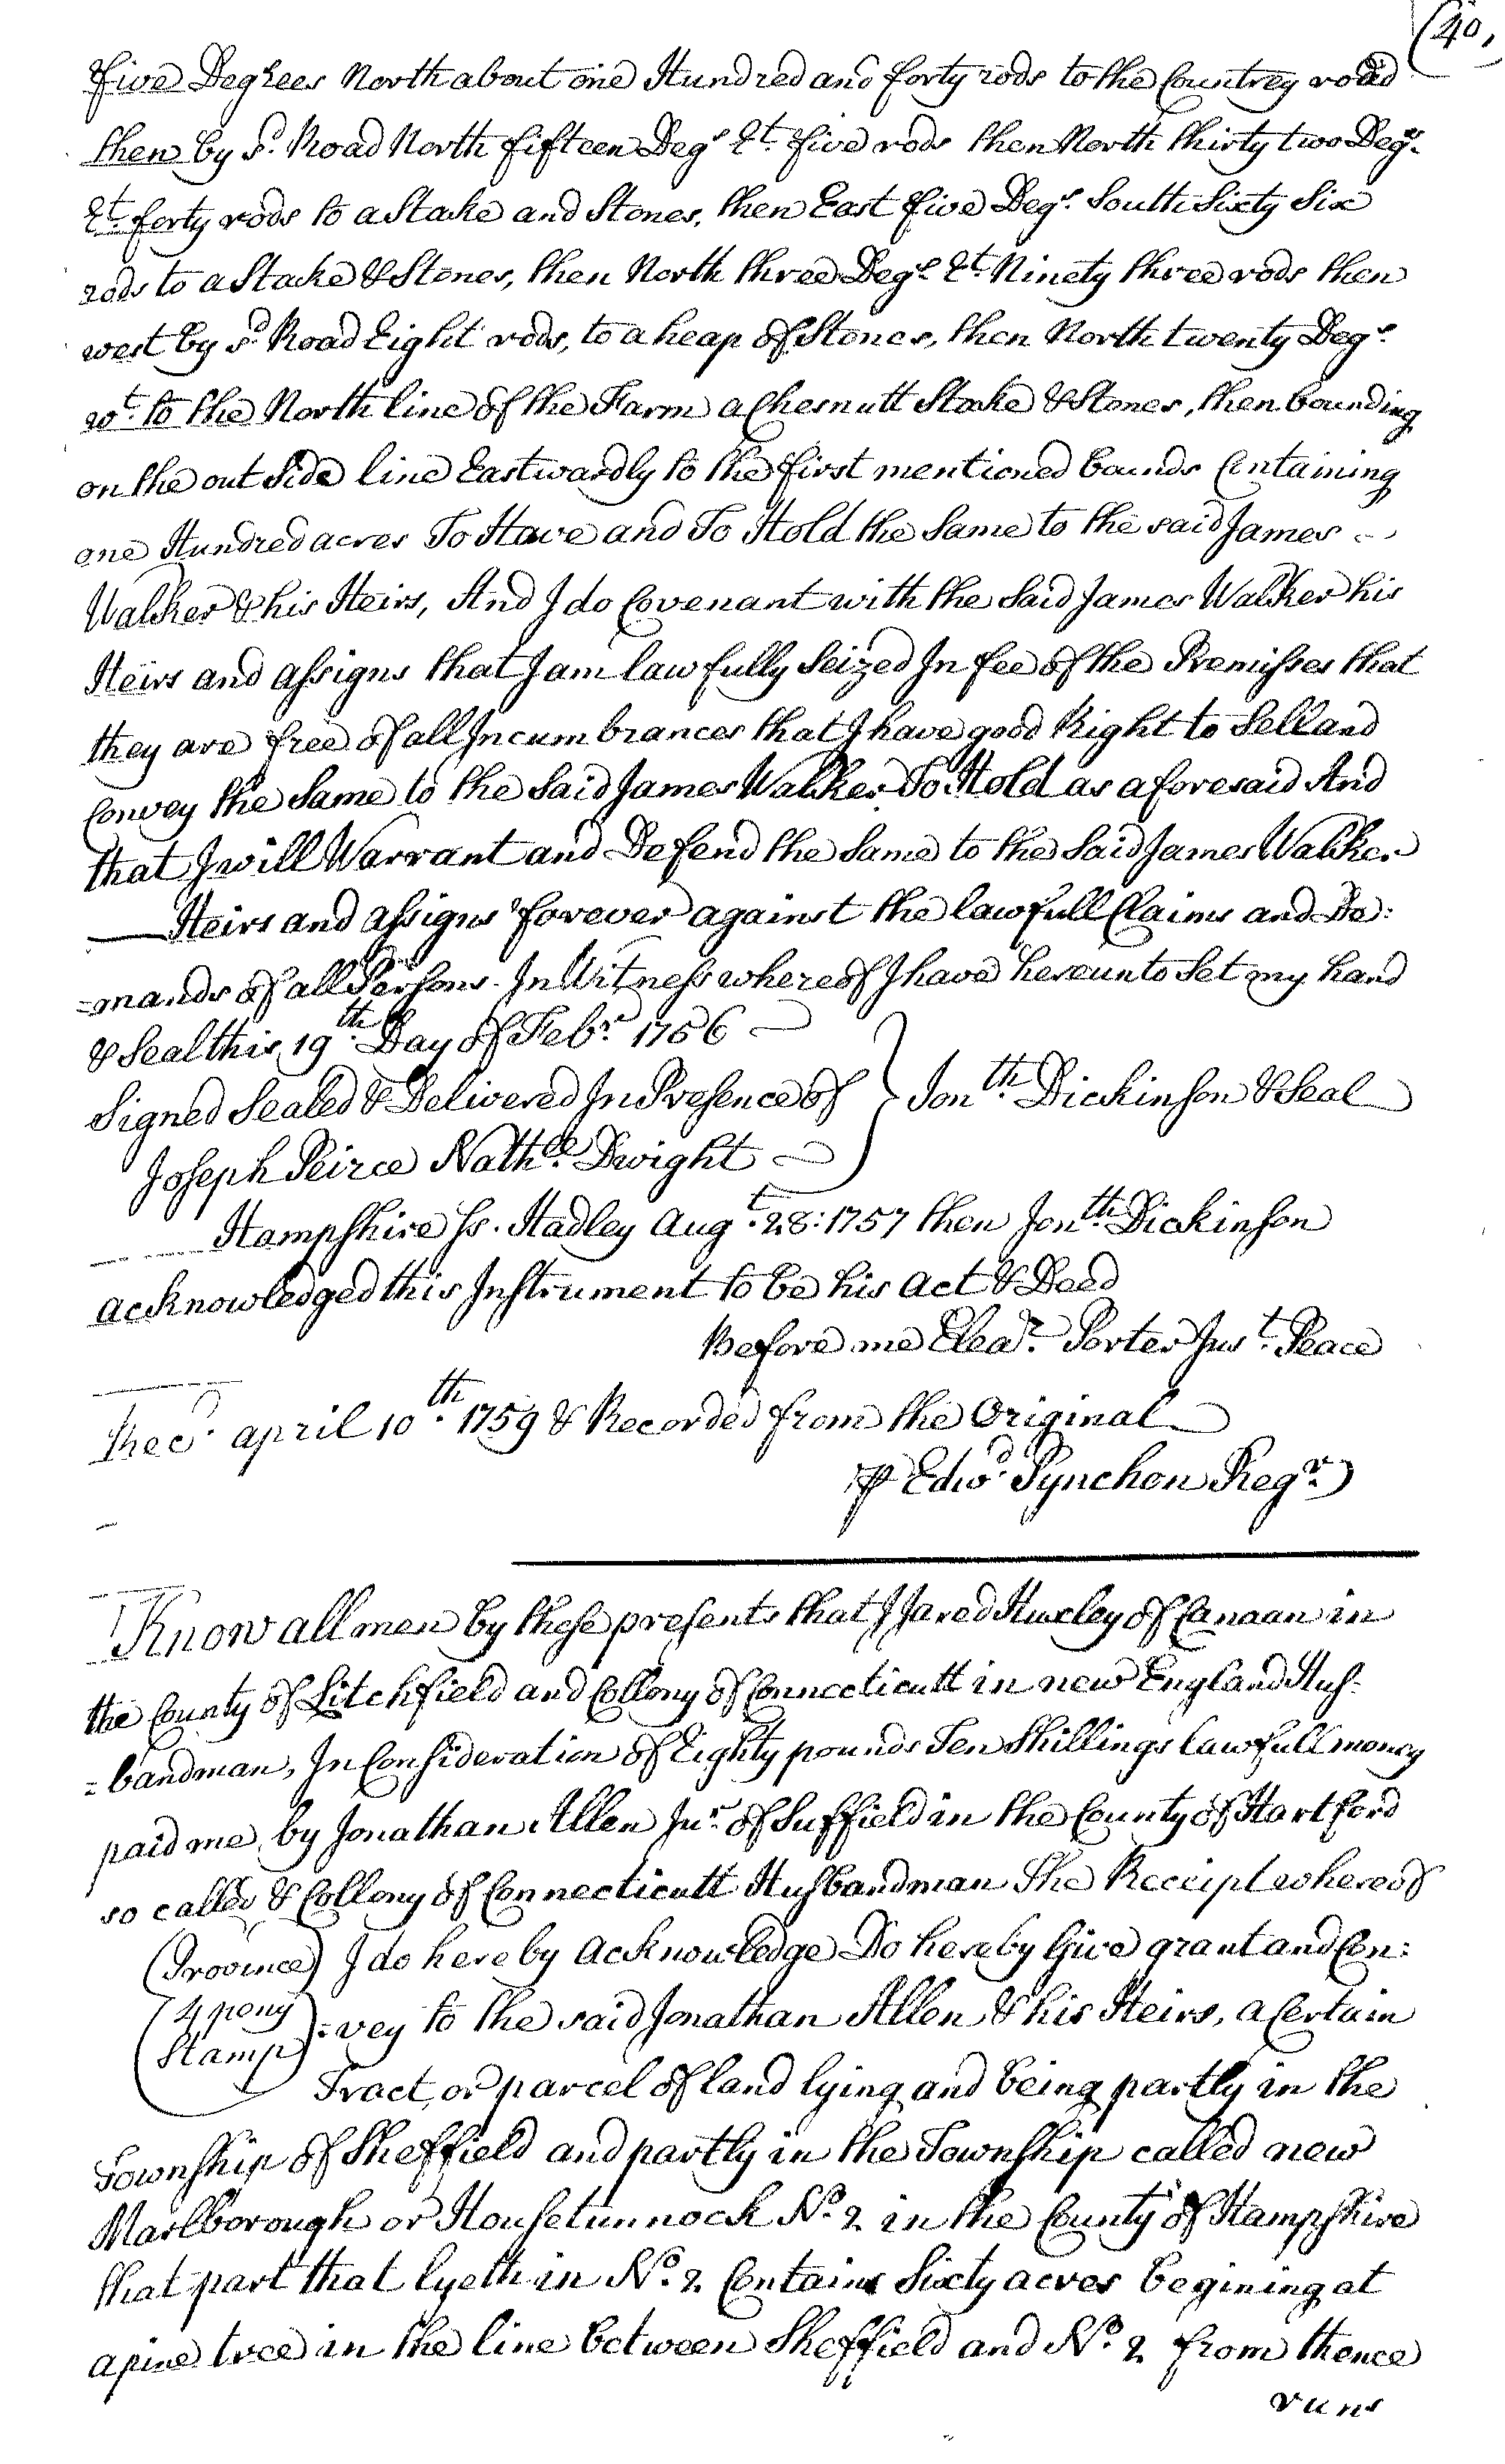 (40,
Five Degrees North about one Hundred and forty rods to the Countrey road
then by sd. Road North fifteen Degs Et. five rods then North thirty two Degs.
Et. forty rods to a Stake and Stones, then East five Degs. South Sixty Six
rods to a Stake & Stones, then North three Degs Et. Ninety three rods then
west by sd. Road Eight rods, to a heap of Stones, then North twenty Degs.
wt. to the North line of the Farm a Chesnutt Stake & Stones, then bounding
on the out Side line Eastwardly to the first mentioned bounds Containing
one Hundred acres To Have and To Hold the Same to the said James
Walker & his Heirs, And I do Covenant with the Said James Walker his
Heirs and assigns that I am lawfully Seized In fee of the Premisses that
they are free of all Incumbrances that I have good Right to Sell and
Convey the Same to the Said James Walker To Hold as aforesaid And
that I will Warrant and Defend the Same to the Said James Walker
Heirs and assigns forever against the lawfull Claims and De:
=mands of all Persons. In Witness whereof I have hereunto Set my hand
& Seal this 19th. Day of Febr. 1756
Signed Sealed & Delivered In Presence of } Jonth. Dickinson & Seal
Joseph Peirce Nathll. Dwight
Hampshire Ss. Hadley Augt. 28: 1757 then Jonth. Dickinson
acknowledged this Instrument to be his act & Deed
Before me Elear. Porter Just. Peace
Recd. april 10th. 1759 & Recorded from the Original
⅌ Edwd. Pynchon Regr.
Know all men by these presents that I Jared Huxley of Canaan in
the County of Litchfield and Collony of Connecticutt in new England Hus:
=bandman, In Consideration of Eighty pounds Ten Shillings lawfull money
paid me by Jonathan Allen Junr. of Suffield in the County of Hartford
so called & Collony of Connecticutt Husbandman The Receipt whereof
(Province) I do hereby acknowledge Do hereby Give grant and Con:
(4 peny Stamp) =vey to the said Jonathan Allen & his Heirs, a Certain
Tract or parcel of land lying and being partly in the
Township of Sheffield and partly in the Township called new
Marlborough or Housetunnock No. 2 in the County of Hampshire
that part that lyeth in No. 2 Contains Sixty acres begining at
a pine tree in the line between Sheffield and No. 2 from thence
runs